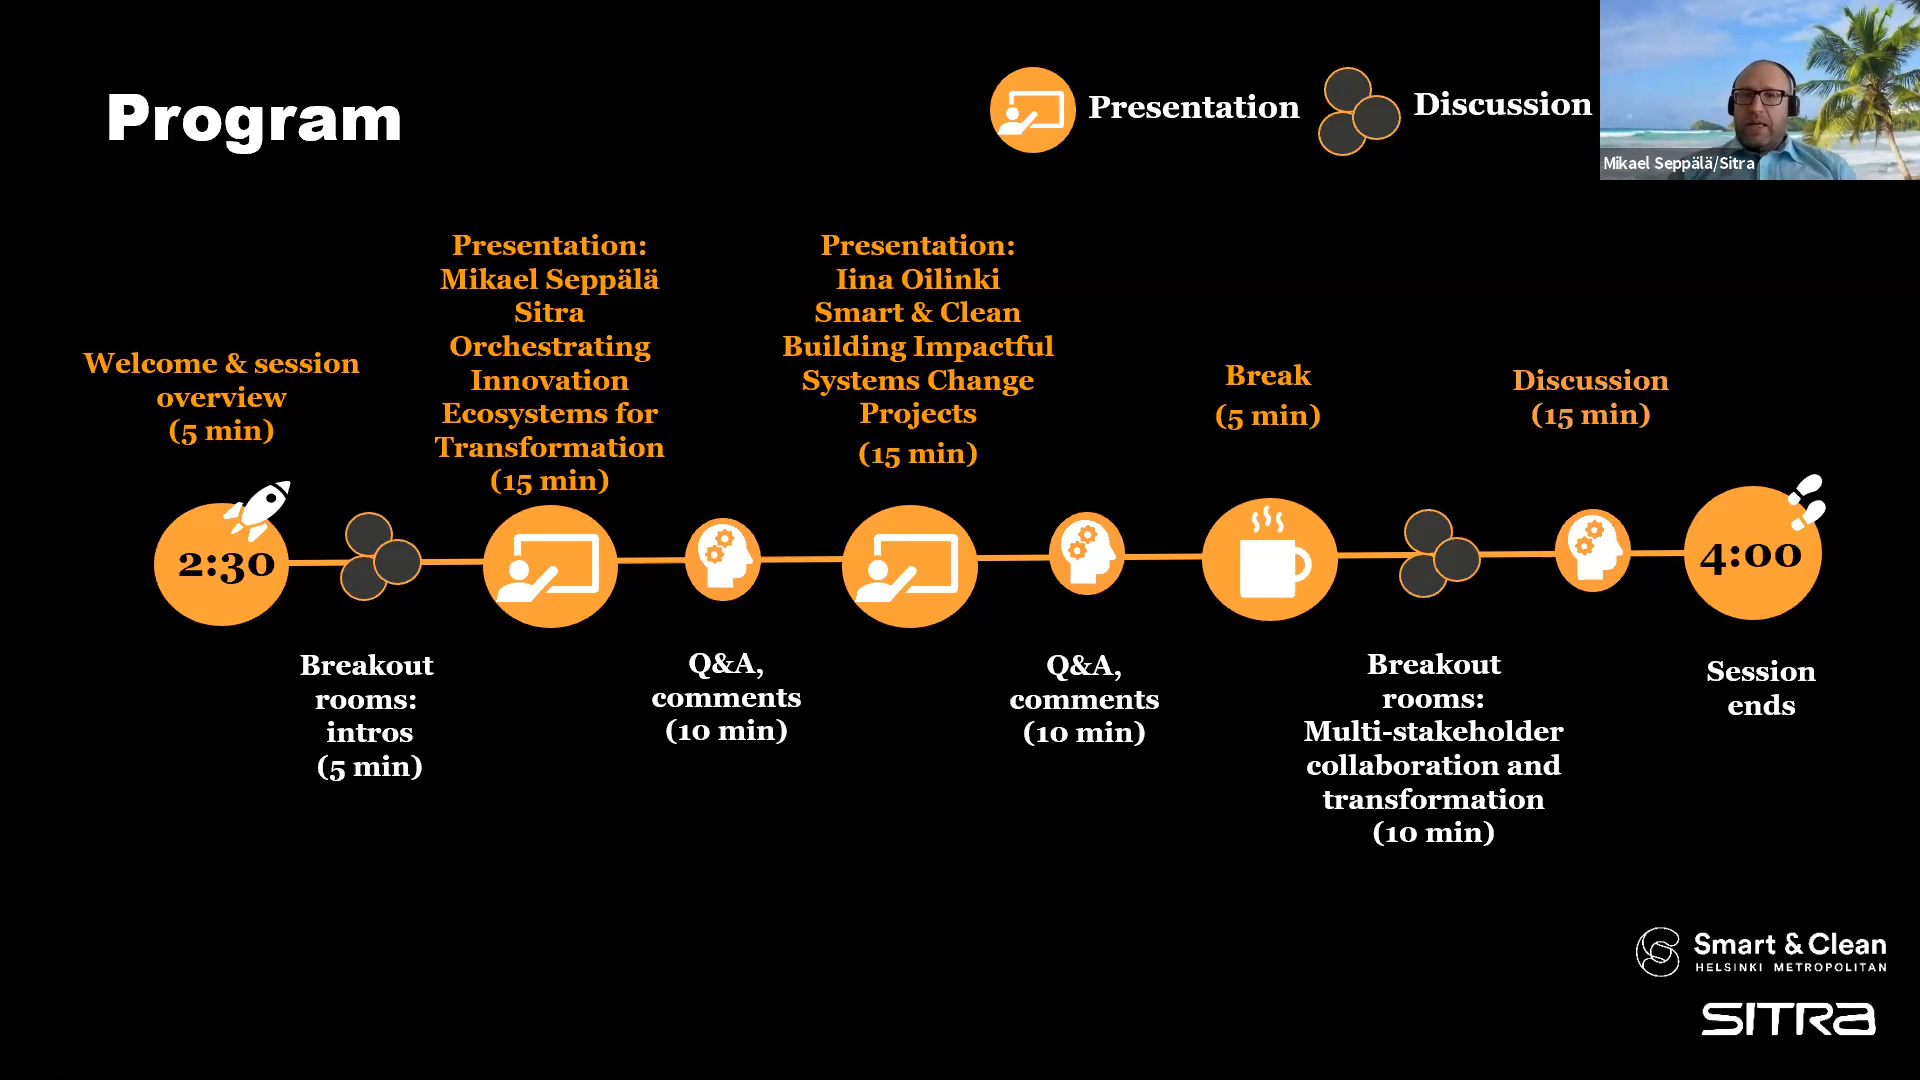 Program
Presentation
Discussion
Mikael Seppälä/Sitra
Welcome & session
overview
(5 min)
Presentation:
Mikael Seppälä
Sitra
Orchestrating
Innovation
Ecosystems for
Transformation
(15 min)
Presentation:
Iina Oilinki
Smart & Clean
Building Impactful
Systems Change
Projects
(15 min)
Break
(5 min)
Discussion
(15 min)
2:30
4:00
Breakout
rooms:
intros
(5 min)
Q&A,
comments
(10 min)
Q&A,
comments
(10 min)
Breakout
rooms:
Multi-stakeholder
collaboration and
transformation
(10 min)
Session
ends
Smart & Clean
HELSINKI METROPOLITAN
SITRA